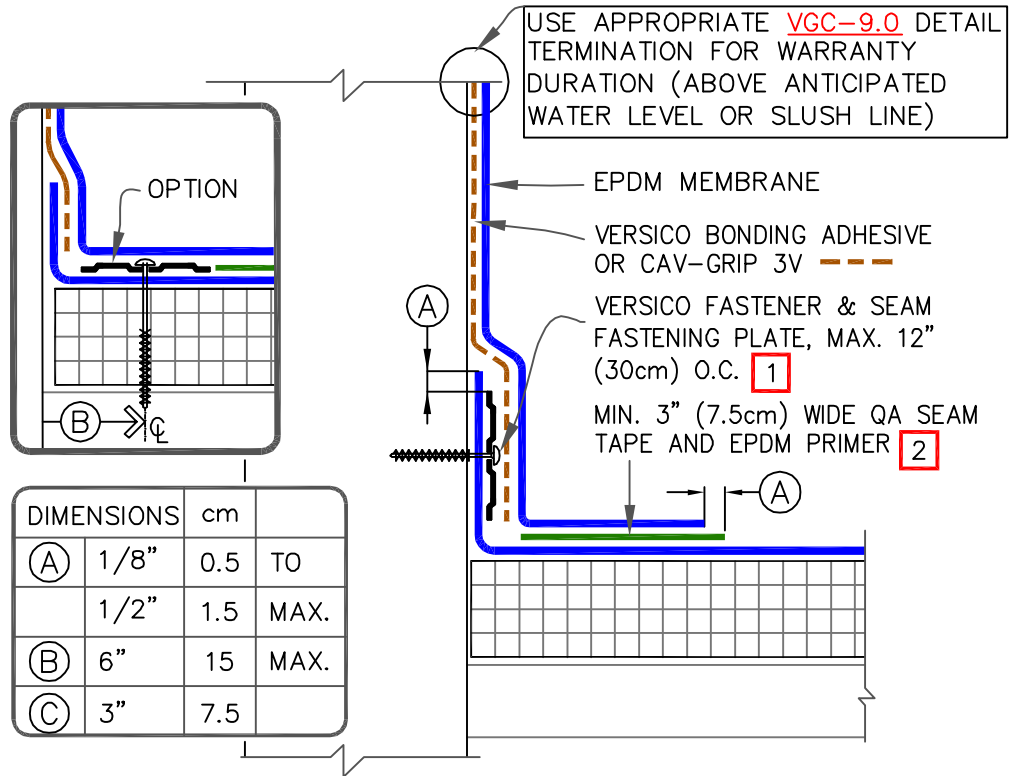 USE APPROPRIATE VGC-9.0 DETAIL
TERMINATION FOR WARRANTY
DURATION (ABOVE ANTICIPATED
WATER LEVEL OR SLUSH LINE)
OPTION
EPDM MEMBRANE
VERSICO BONDING ADHESIVE
OR CAV-GRIP 3V
A
VERSICO FASTENER & SEAM
FASTENING PLATE, MAX. 12"
(30cm) O.C. 1
B
CL
MIN. 3" (7.5cm) WIDE QA SEAM
TAPE AND EPDM PRIMER 2
A
DIMENSIONS cm
A 1/8" 0.5 TO
1/2" 1.5 MAX.
B 6" 15 MAX.
C 3" 7.5